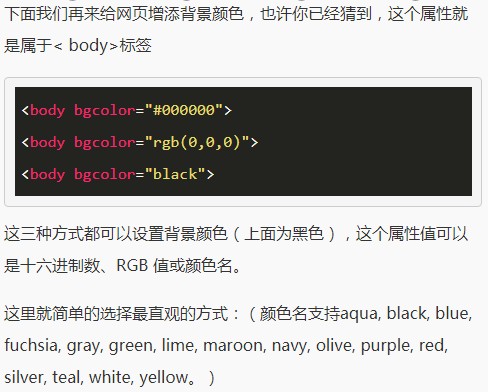 下面我们再来给网页增添背景颜色，也许你已经猜到，这个属性就
是属于< body>标签
<body bgcolor="#000000">
<body bgcolor="rgb(0,0,0)">
<body bgcolor="black">
这三种方式都可以设置背景颜色（上面为黑色），这个属性值可以
是十六进制数、RGB 值或颜色名。
这里就简单的选择最直观的方式：（颜色名支持aqua, black, blue,
fuchsia, gray, green, lime, maroon, navy, olive, purple, red,
silver, teal, white, yellow。）